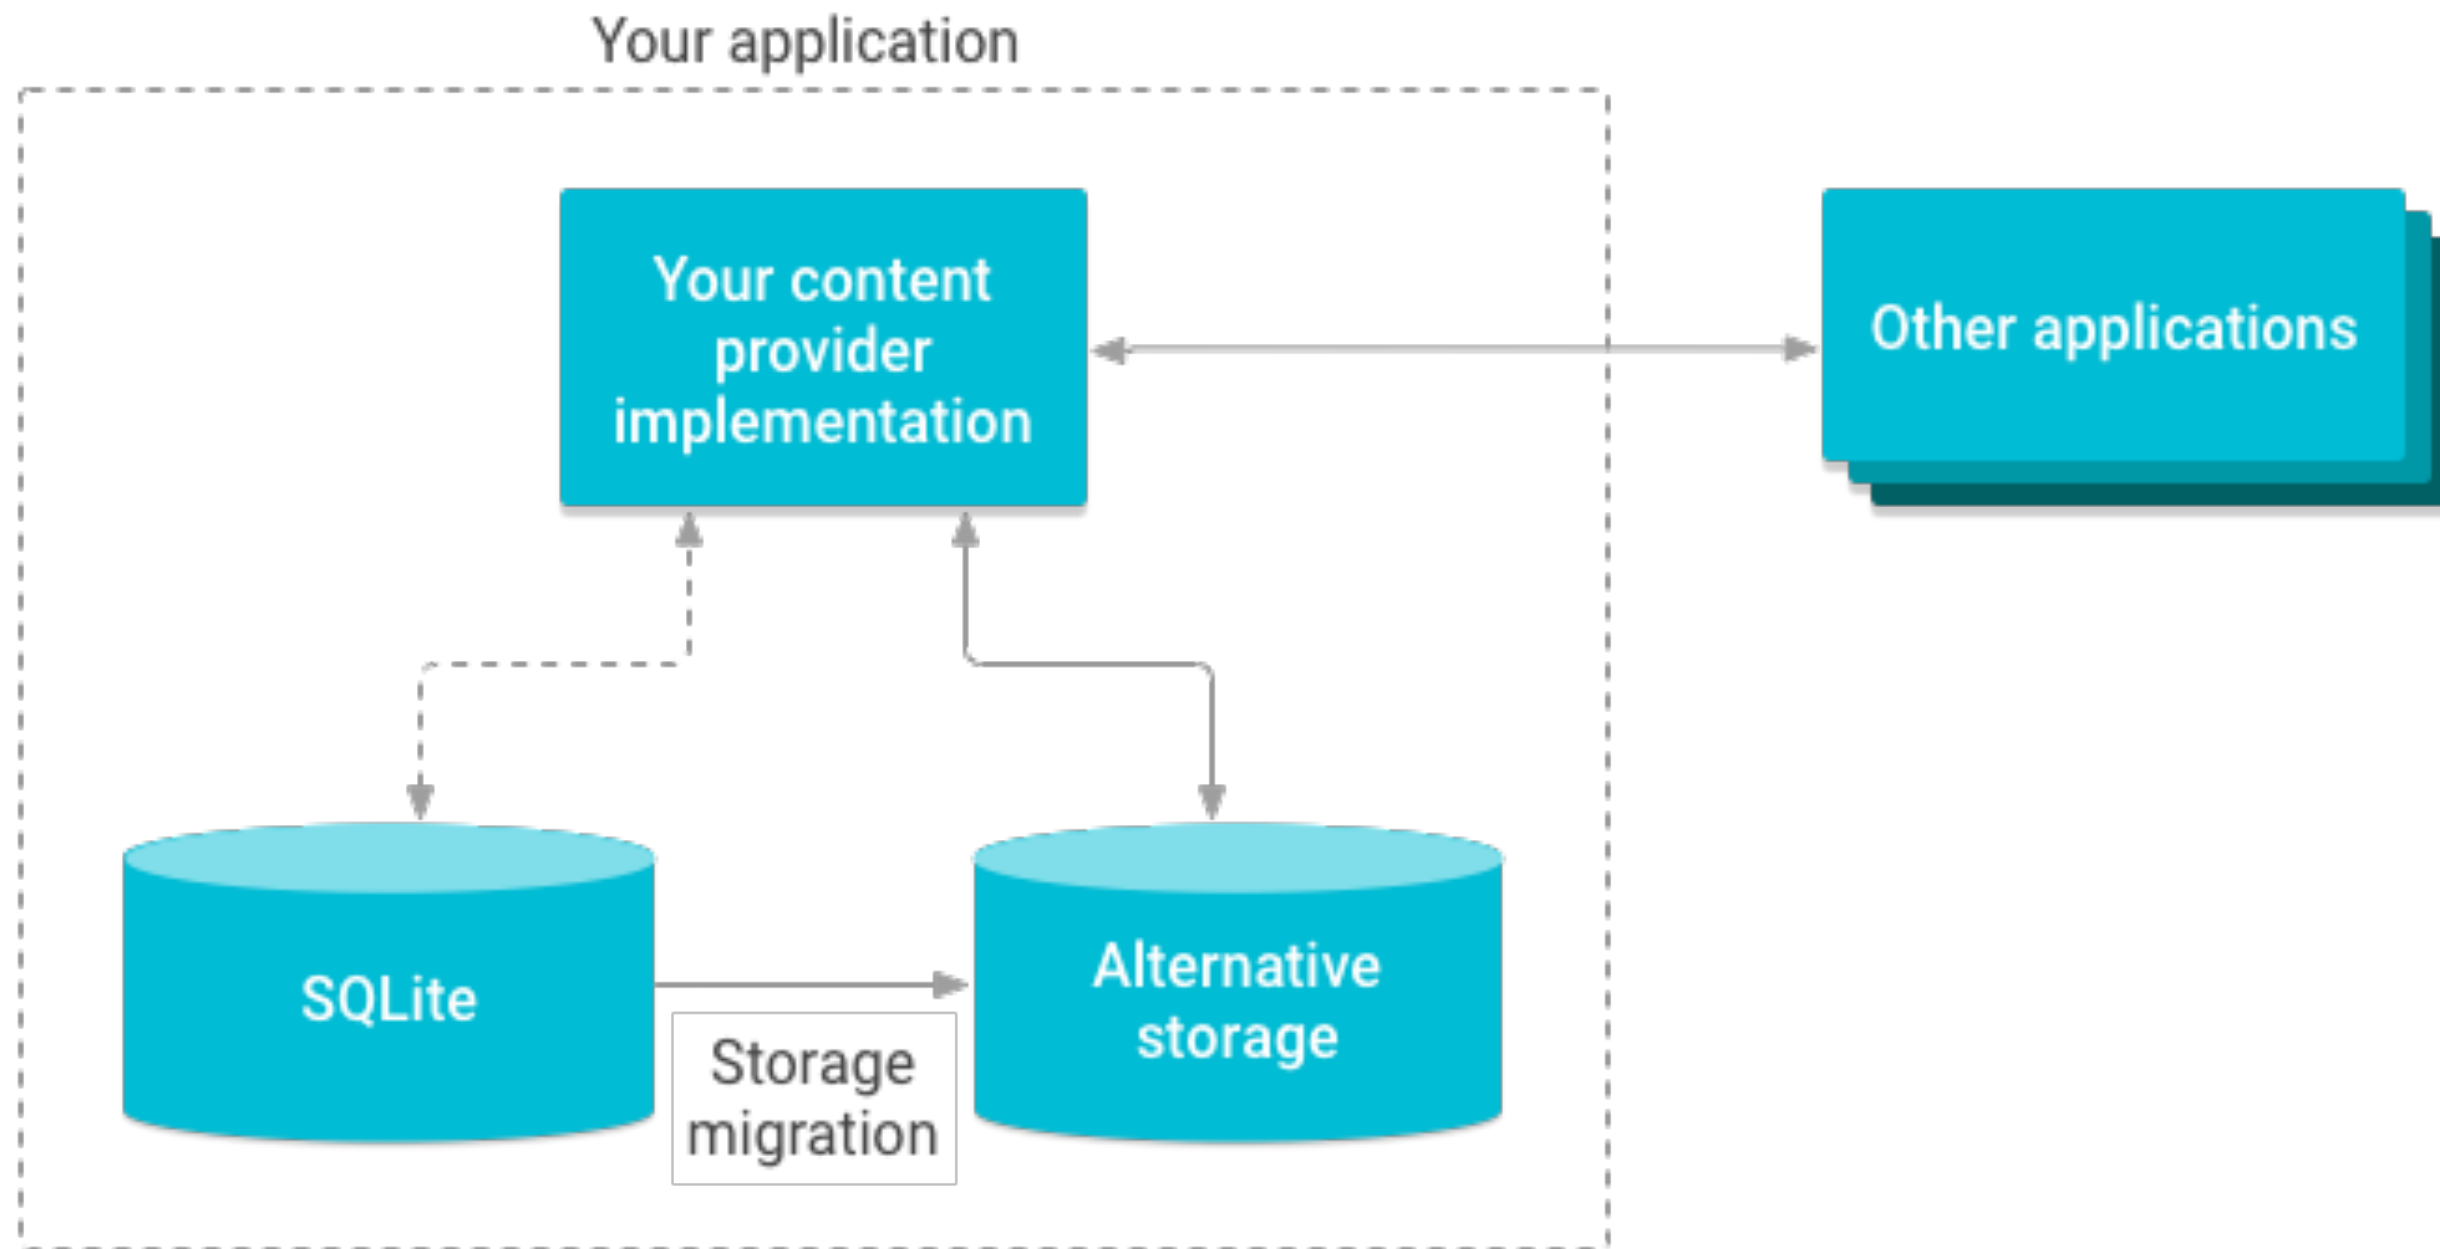 Your application
Your content
provider
implementation
Other applications
SQLite
Alternative
storage
Storage
migration